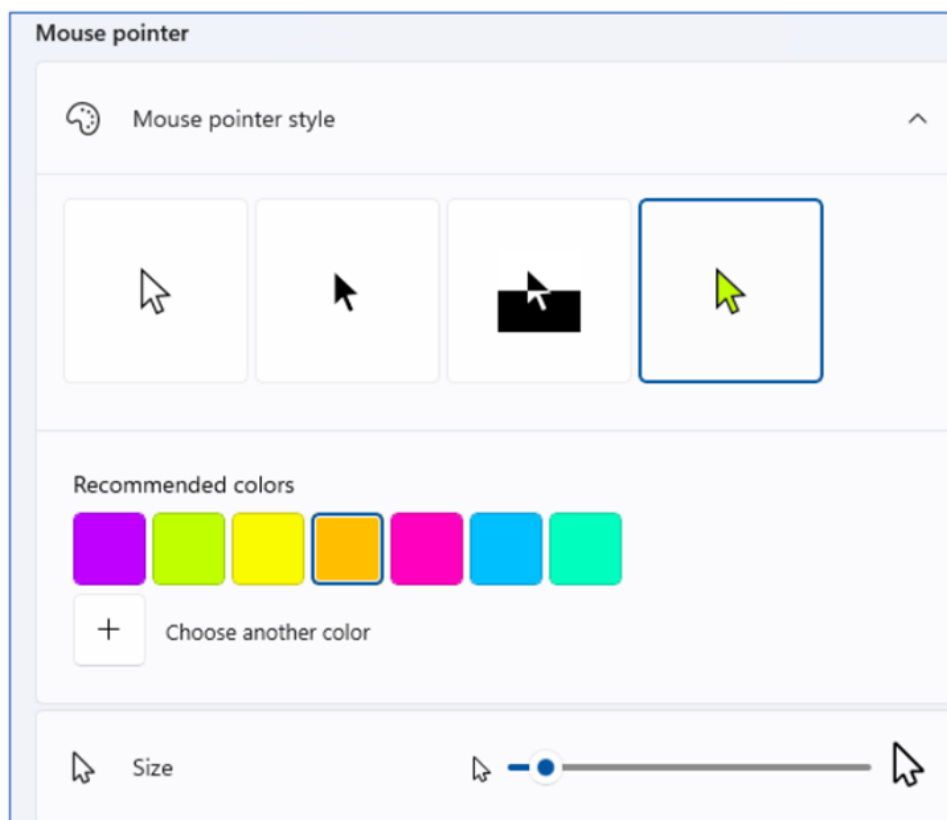 Mouse pointer
Mouse pointer style
Recommended colors
Choose another color
Size